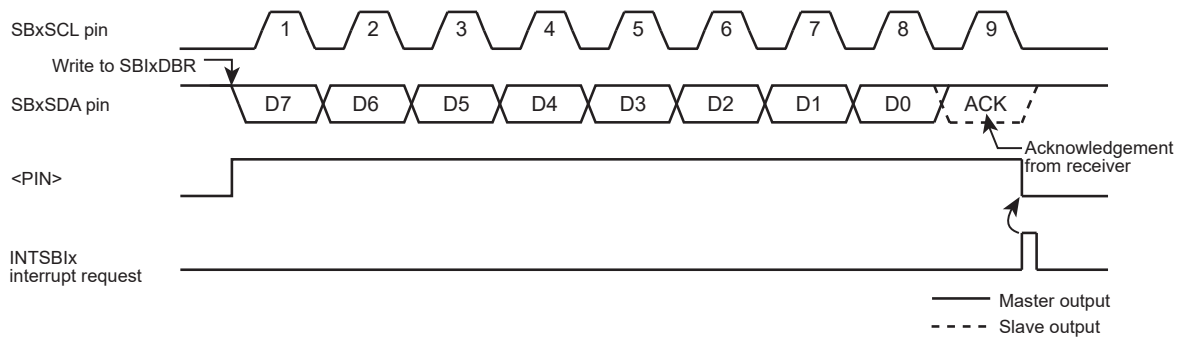 SBxSCL pin
1 2 3 4 5 6 7 8 9
Write to SBIxDBR
SBxSDA pin
D7 D6 D5 D4 D3 D2 D1 D0 ACK
Acknowledgement
from receiver
<PIN>
INTSBIx
interrupt request
Master output
Slave output